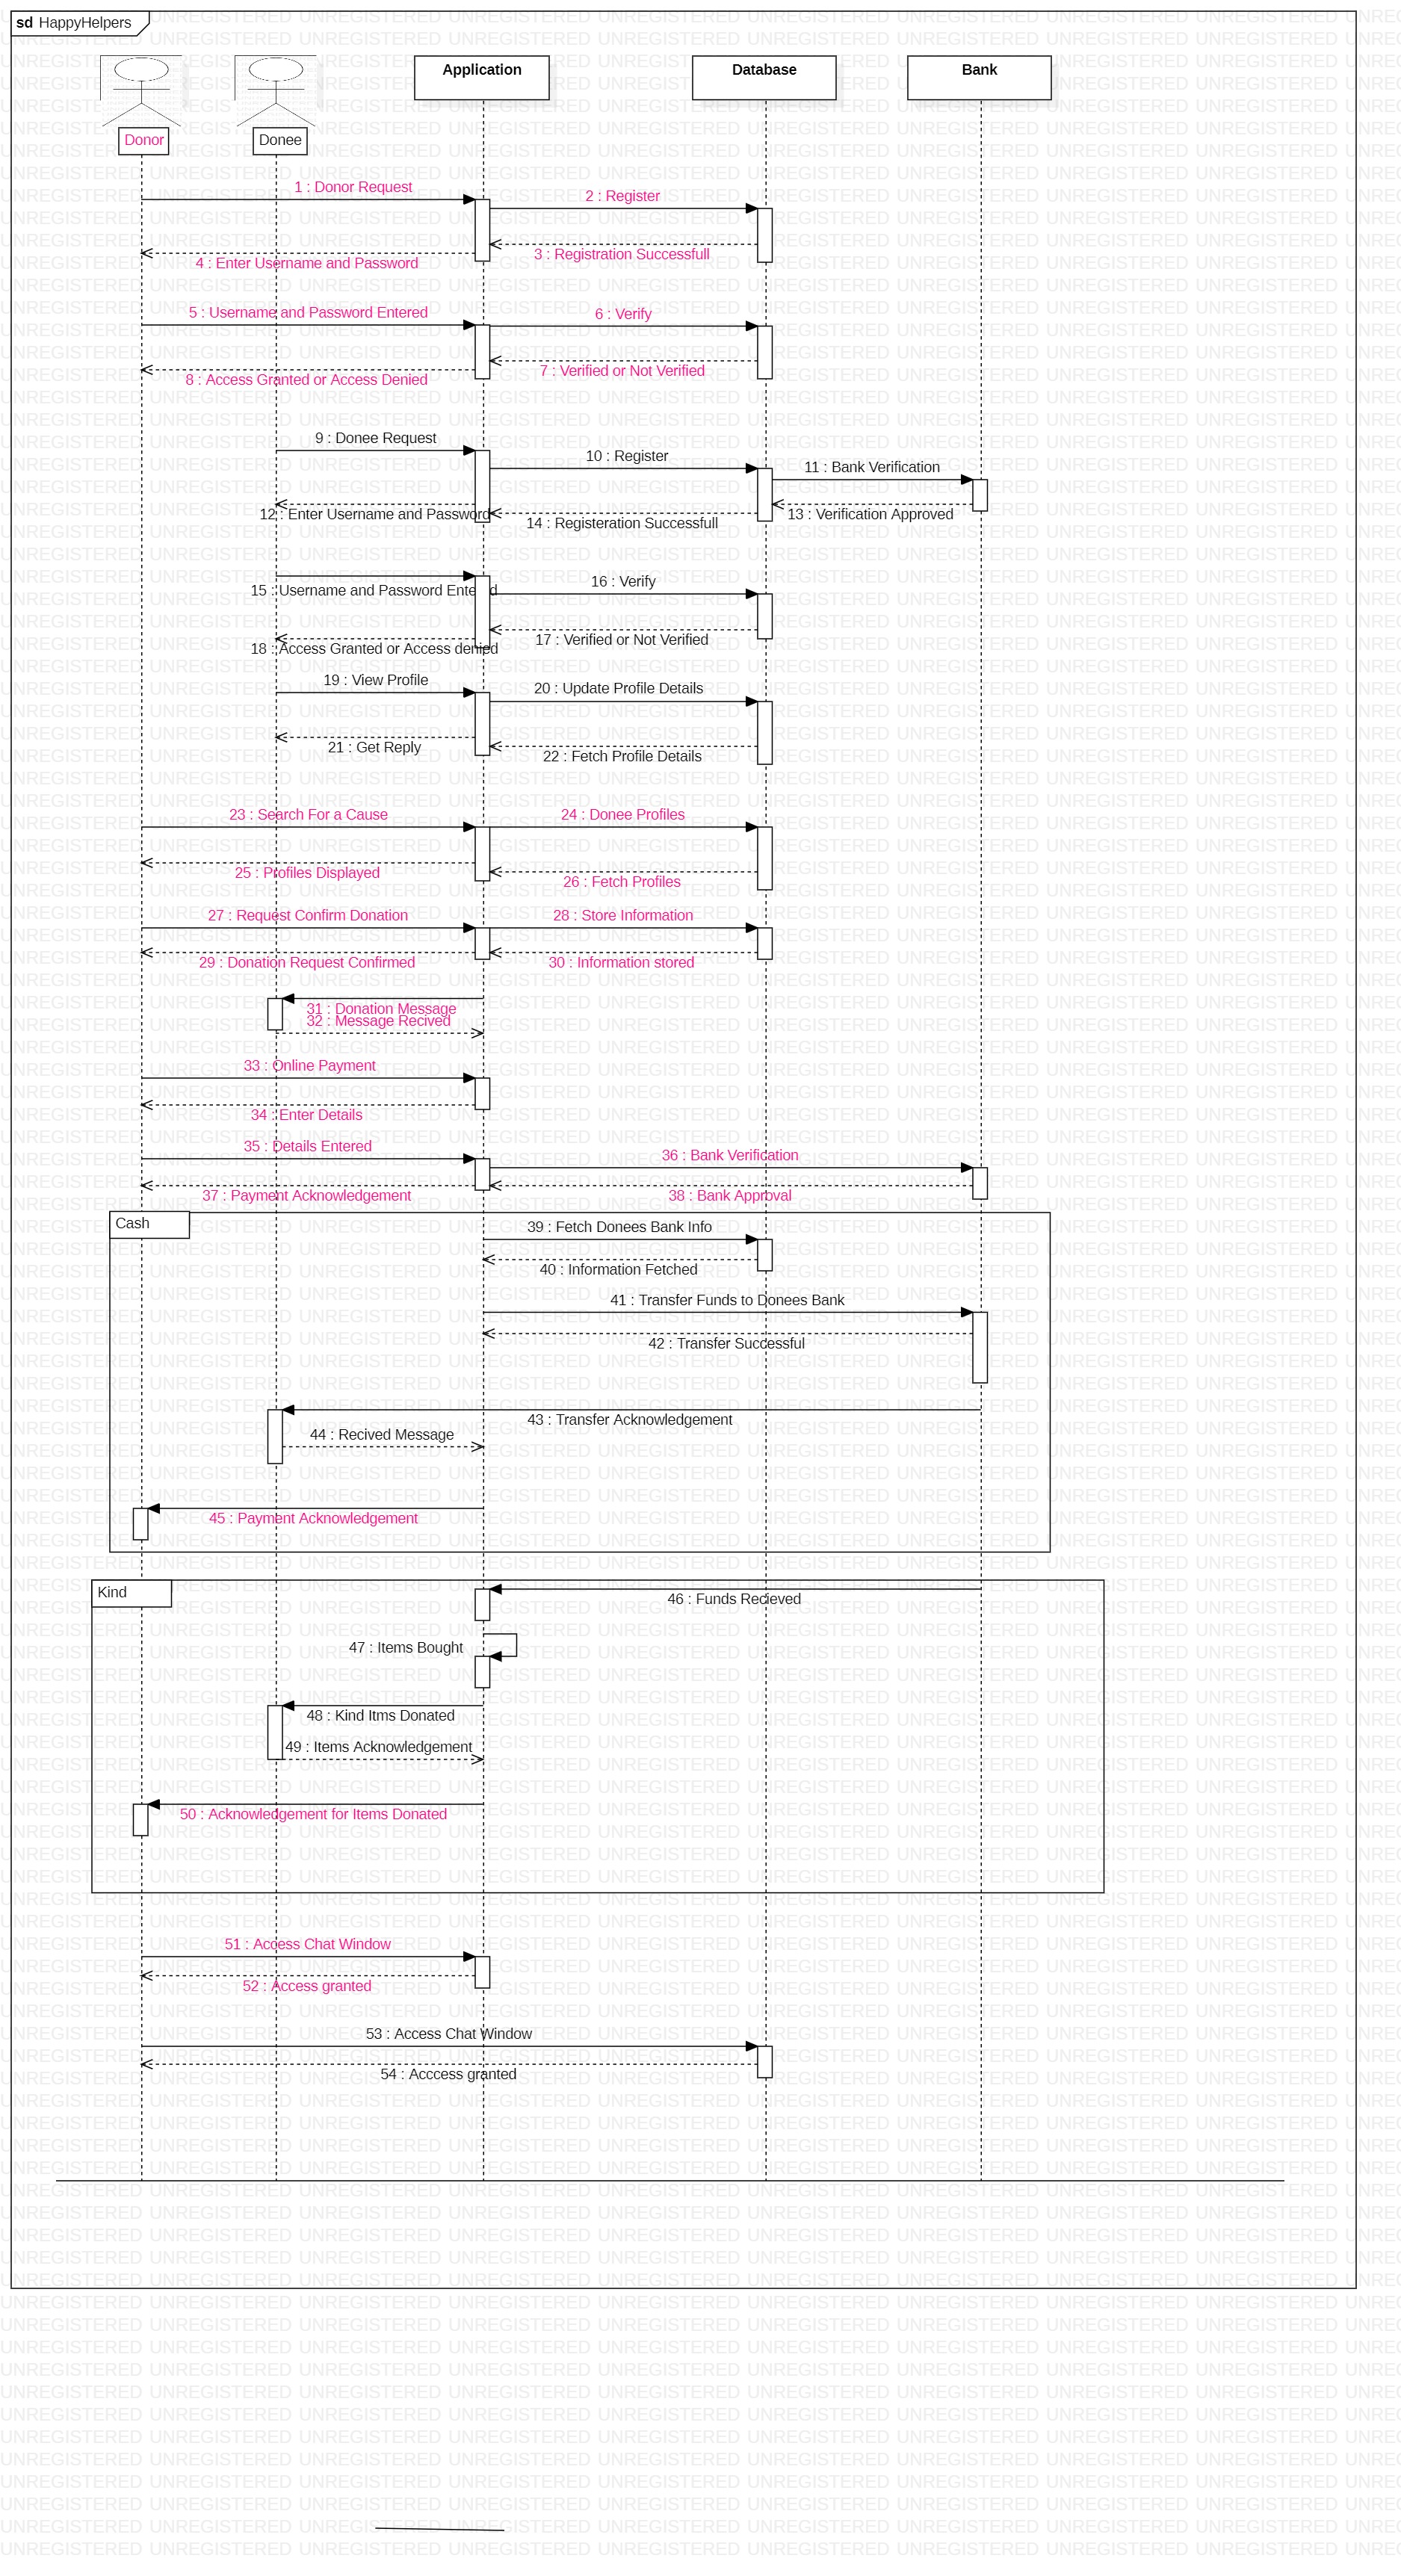 sd HappyHelpers
Application
Database
Bank
Donor
Donee
1 : Donor Request
2 : Register
3 : Registration Successfull
4 : Enter Username and Password
5 : Username and Password Entered
6 : Verify
7 : Verified or Not Verified
8 : Access Granted or Access Denied
9 : Donee Request
10 : Register
11 : Bank Verification
12 : Enter Username and Password
13 : Verification Approved
14 : Registeration Successfull
15 : Username and Password Entered
16 : Verify
17 : Verified or Not Verified
18 : Access Granted or Access denied
19 : View Profile
20 : Update Profile Details
21 : Get Reply
22 : Fetch Profile Details
23 : Search For a Cause
24 : Donee Profiles
25 : Profiles Displayed
26 : Fetch Profiles
27 : Request Confirm Donation
28 : Store Information
29 : Donation Request Confirmed
30 : Information stored
31 : Donation Message
32 : Message Recived
33 : Online Payment
34 : Enter Details
35 : Details Entered
36 : Bank Verification
37 : Payment Acknowledgement
38 : Bank Approval
Cash
39 : Fetch Donees Bank Info
40 : Information Fetched
41 : Transfer Funds to Donees Bank
42 : Transfer Successful
43 : Transfer Acknowledgement
44 : Recived Message
45 : Payment Acknowledgement
Kind
46 : Funds Recieved
47 : Items Bought
48 : Kind Itms Donated
49 : Items Acknowledgement
50 : Acknowledgement for Items Donated
51 : Access Chat Window
52 : Access granted
53 : Access Chat Window
54 : Acccess granted
UNREGISTERED